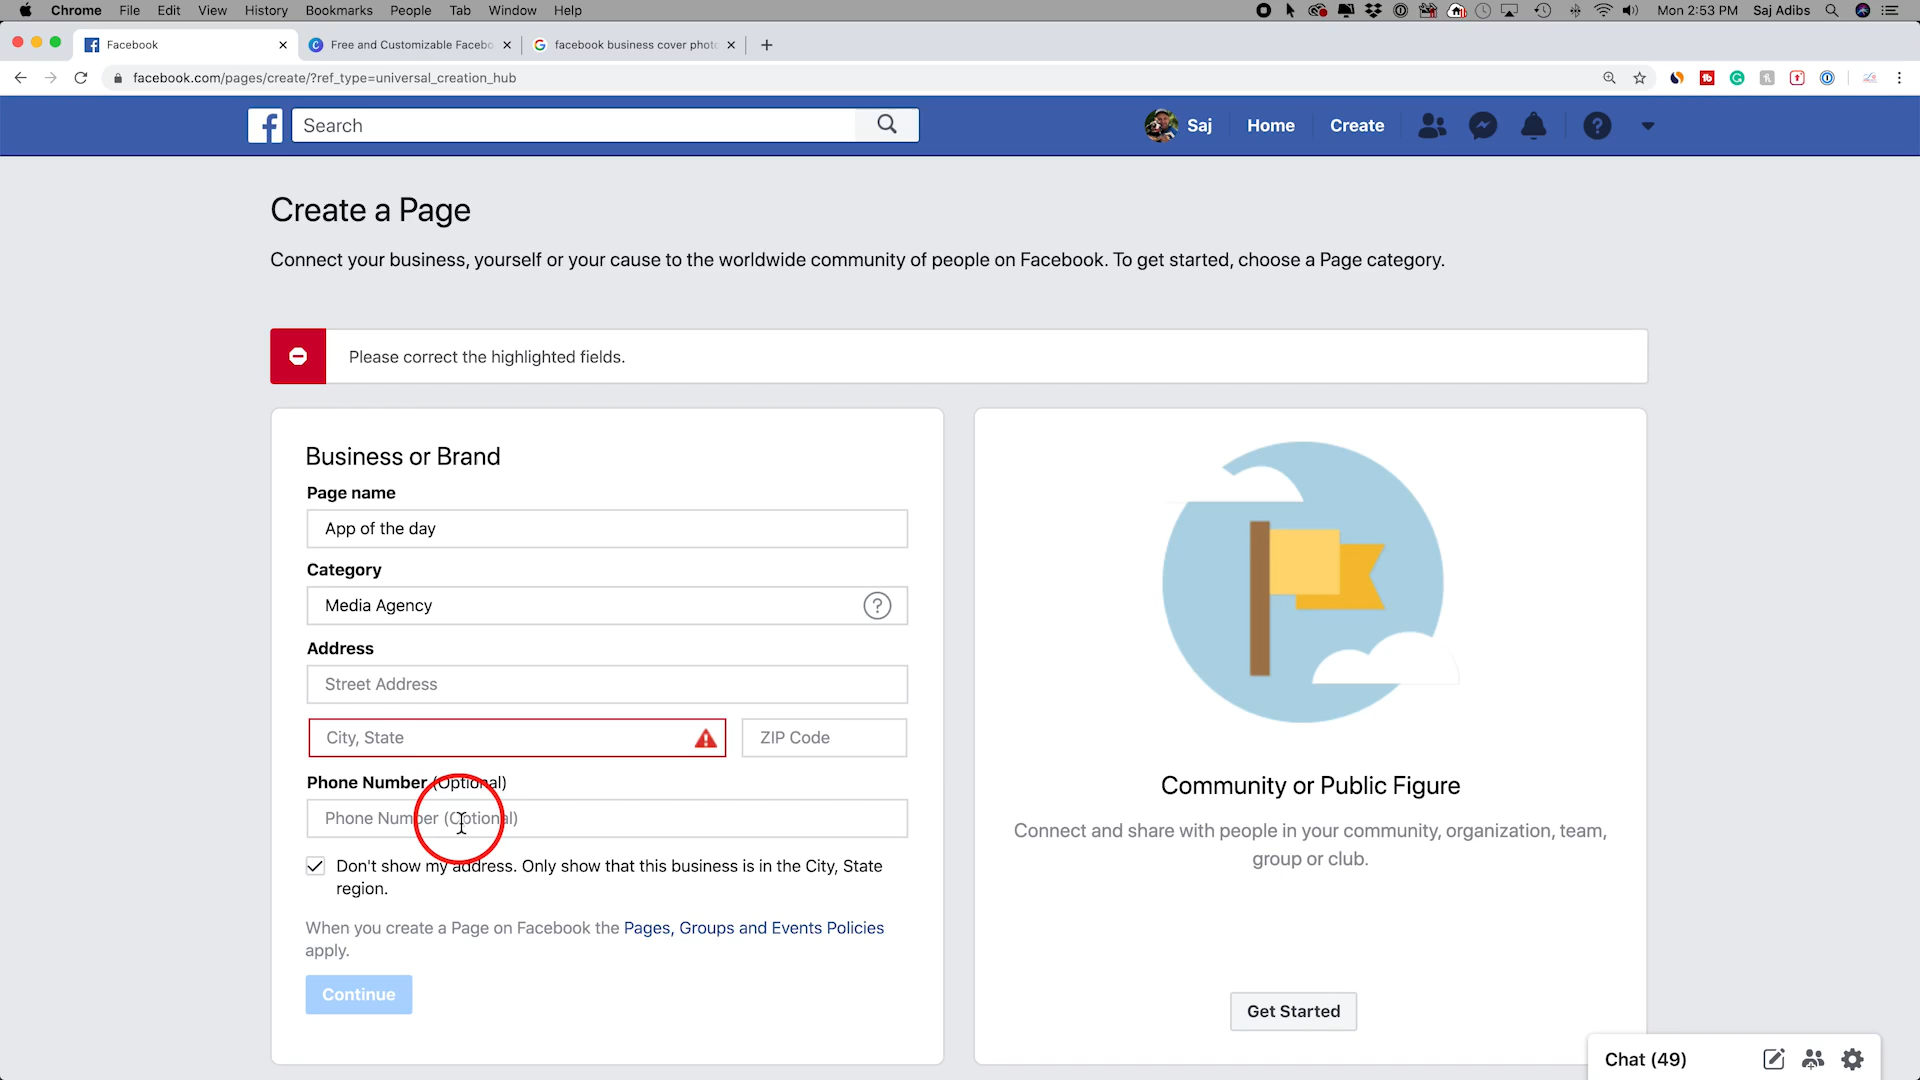 Chrome File Edit View History Bookmarks People Tab Window Help Mon 2:53 PM Saj Adibs
Facebook Free and Customizable Facebo facebook business cover phot
facebook.com/pages/create/?ref_type=universal_creation_hub
Search Saj Home Create
Create a Page
Connect your business, yourself or your cause to the worldwide community of people on Facebook. To get started, choose a Page category.
Please correct the highlighted fields.
Business or Brand
Page name
App of the day
Category
Media Agency
Address
Street Address
City, State ZIP Code
Phone Number (Optional)
Phone Number (Optional)
Don't show my address. Only show that this business is in the City, State
region.
When you create a Page on Facebook the Pages, Groups and Events Policies
apply.
Continue
Community or Public Figure
Connect and share with people in your community, organization, team,
group or club.
Get Started
Chat (49)